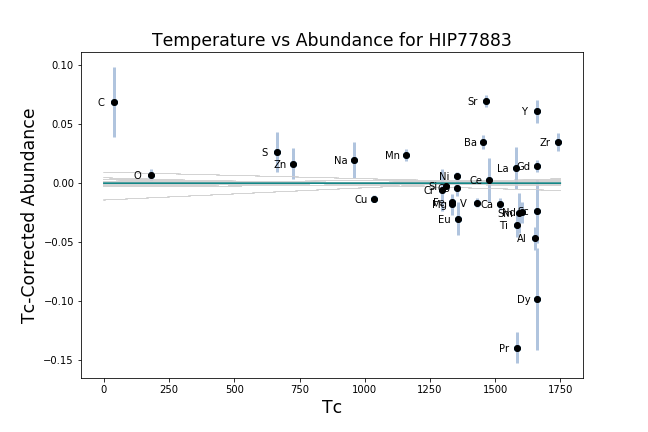 Temperature vs Abundance for HIP77883
Tc-Corrected Abundance
0.10
0.05
0.00
−0.05
−0.10
−0.15
C
O
S
Zn
Na
Cu
Mn
Ni
Cr
Eu
V
Sr
Ba
Ce
Ca
La
Gd
Y
Zr
Ti
Al
Dy
Pr
0
250
500
750
1000
1250
1500
1750
Tc